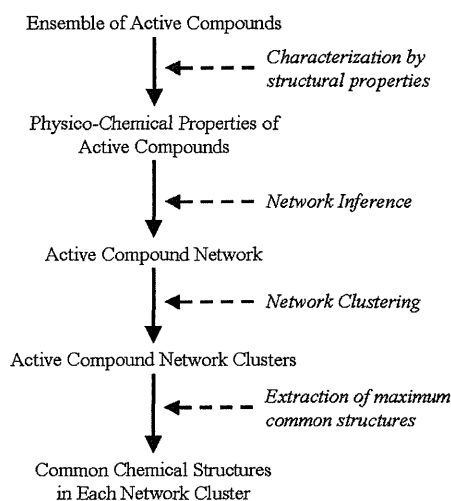 Ensemble of Active Compounds
Characterization by
structural properties
Physico-Chemical Properties of
Active Compounds
Network Inference
Active Compound Network
Network Clustering
Active Compound Network Clusters
Extraction of maximum
common structures
Common Chemical Structures
in Each Network Cluster